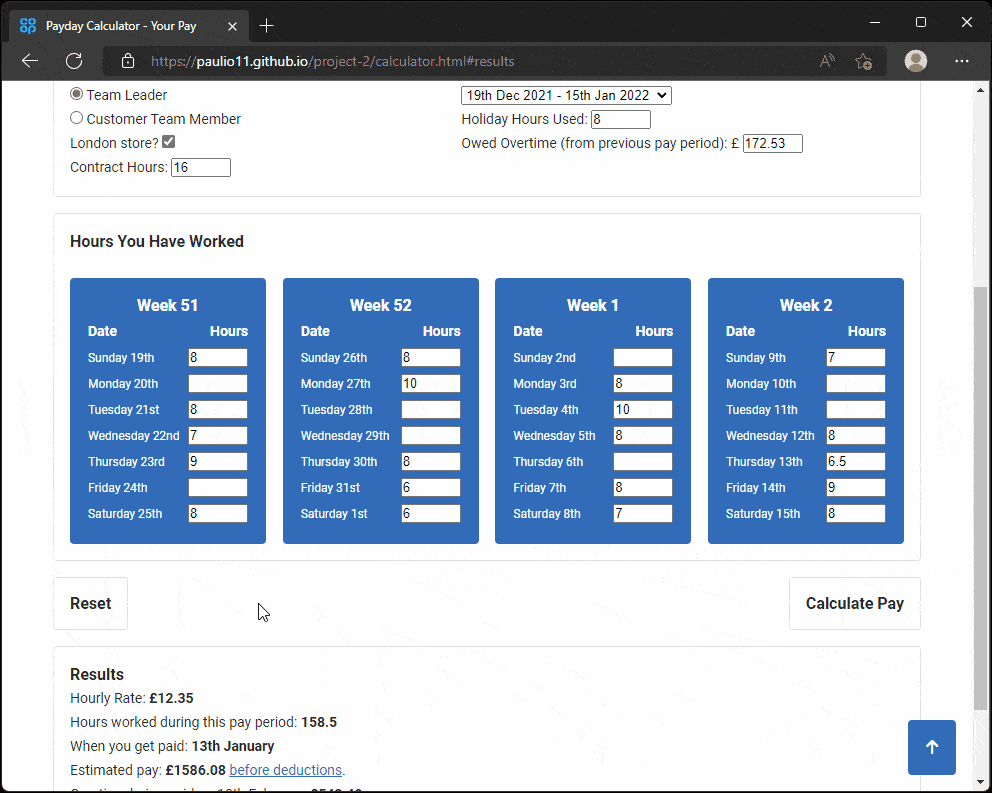 Payday Calculator - Your Pay
https://paulio11.github.io/project-2/calculator.html#results
Team Leader
Customer Team Member
London store?
Contract Hours: 16
19th Dec 2021 - 15th Jan 2022
Holiday Hours Used: 8
Owed Overtime (from previous pay period): £ 172.53
Hours You Have Worked
Week 51
Date Hours
Sunday 19th 8
Monday 20th
Tuesday 21st 8
Wednesday 22nd 7
Thursday 23rd 9
Friday 24th
Saturday 25th 8
Week 52
Date Hours
Sunday 26th 8
Monday 27th 10
Tuesday 28th
Wednesday 29th
Thursday 30th 8
Friday 31st 6
Saturday 1st 6
Week 1
Date Hours
Sunday 2nd
Monday 3rd 8
Tuesday 4th 10
Wednesday 5th 8
Thursday 6th
Friday 7th 8
Saturday 8th 7
Week 2
Date Hours
Sunday 9th 7
Monday 10th
Tuesday 11th
Wednesday 12th 8
Thursday 13th 6.5
Friday 14th 9
Saturday 15th 8
Reset
Calculate Pay
Results
Hourly Rate: £12.35
Hours worked during this pay period: 158.5
When you get paid: 13th January
Estimated pay: £1586.08 before deductions.